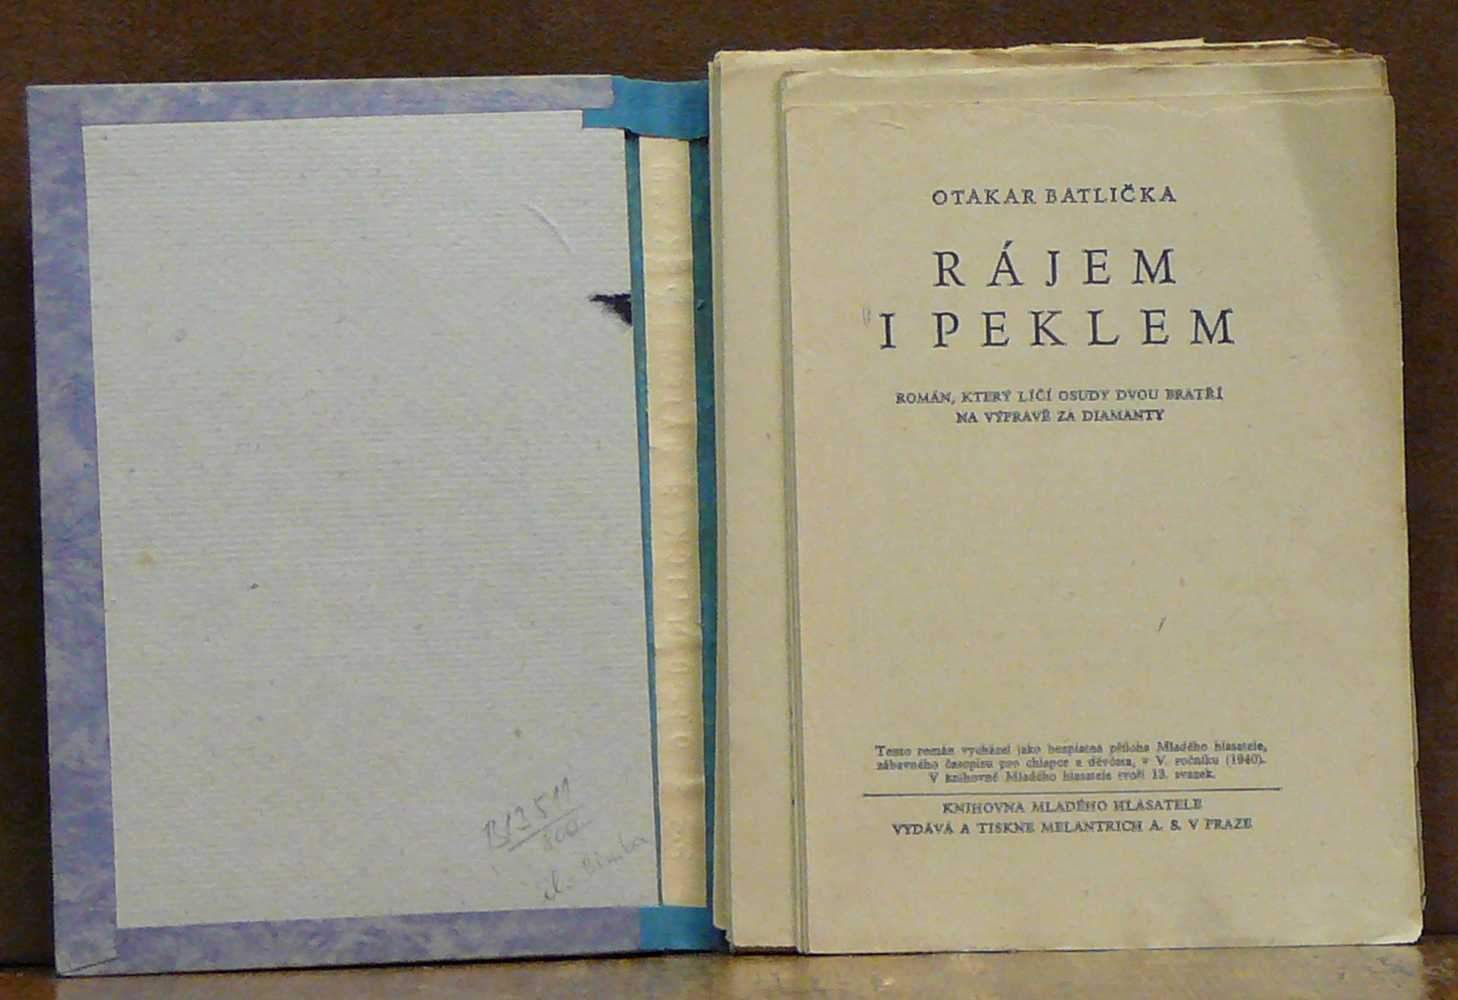 OTAKAR BATLIČKA
RÁJEM
I PEKLEM
ROMÁN, KTERÝ LÍČÍ OSUDY DVOU BRATŘÍ
NA VÝPRAVĚ ZA DIAMANTY
Tento román vycházel jako bezplatná příloha Mladého hlasatele,
zábavného časopisu pro chlapce a děvčata, v V. ročníku (1940).
V knihovně Mladého hlasatele tvoří 13. svazek.
KNIHOVNA MLADÉHO HLASATELE
VYDÁVÁ A TISKNE MELANTRICH A. S. V PRAZE